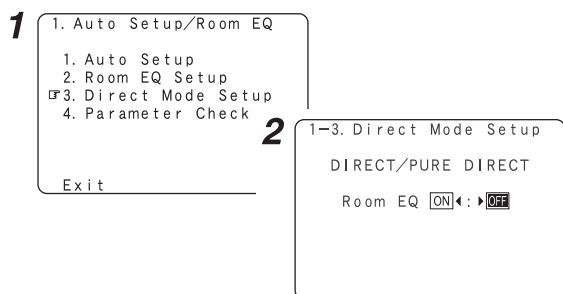 1
1. Auto Setup/Room EQ
1. Auto Setup
2. Room EQ Setup
☞3. Direct Mode Setup
4. Parameter Check
Exit
2
1-3. Direct Mode Setup
DIRECT/PURE DIRECT
Room EQ ON◀:▶OFF